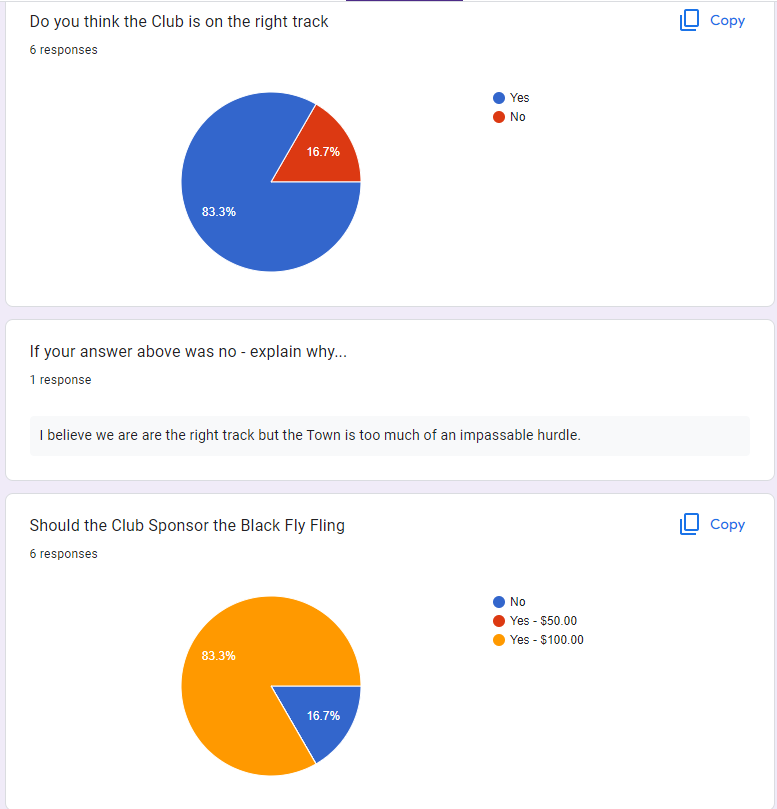 Do you think the Club is on the right track
Copy
6 responses
Yes
No
16.7%
83.3%
If your answer above was no - explain why...
1 response
I believe we are are the right track but the Town is too much of an impassable hurdle.
Should the Club Sponsor the Black Fly Fling
Copy
6 responses
No
Yes - $50.00
Yes - $100.00
83.3%
16.7%